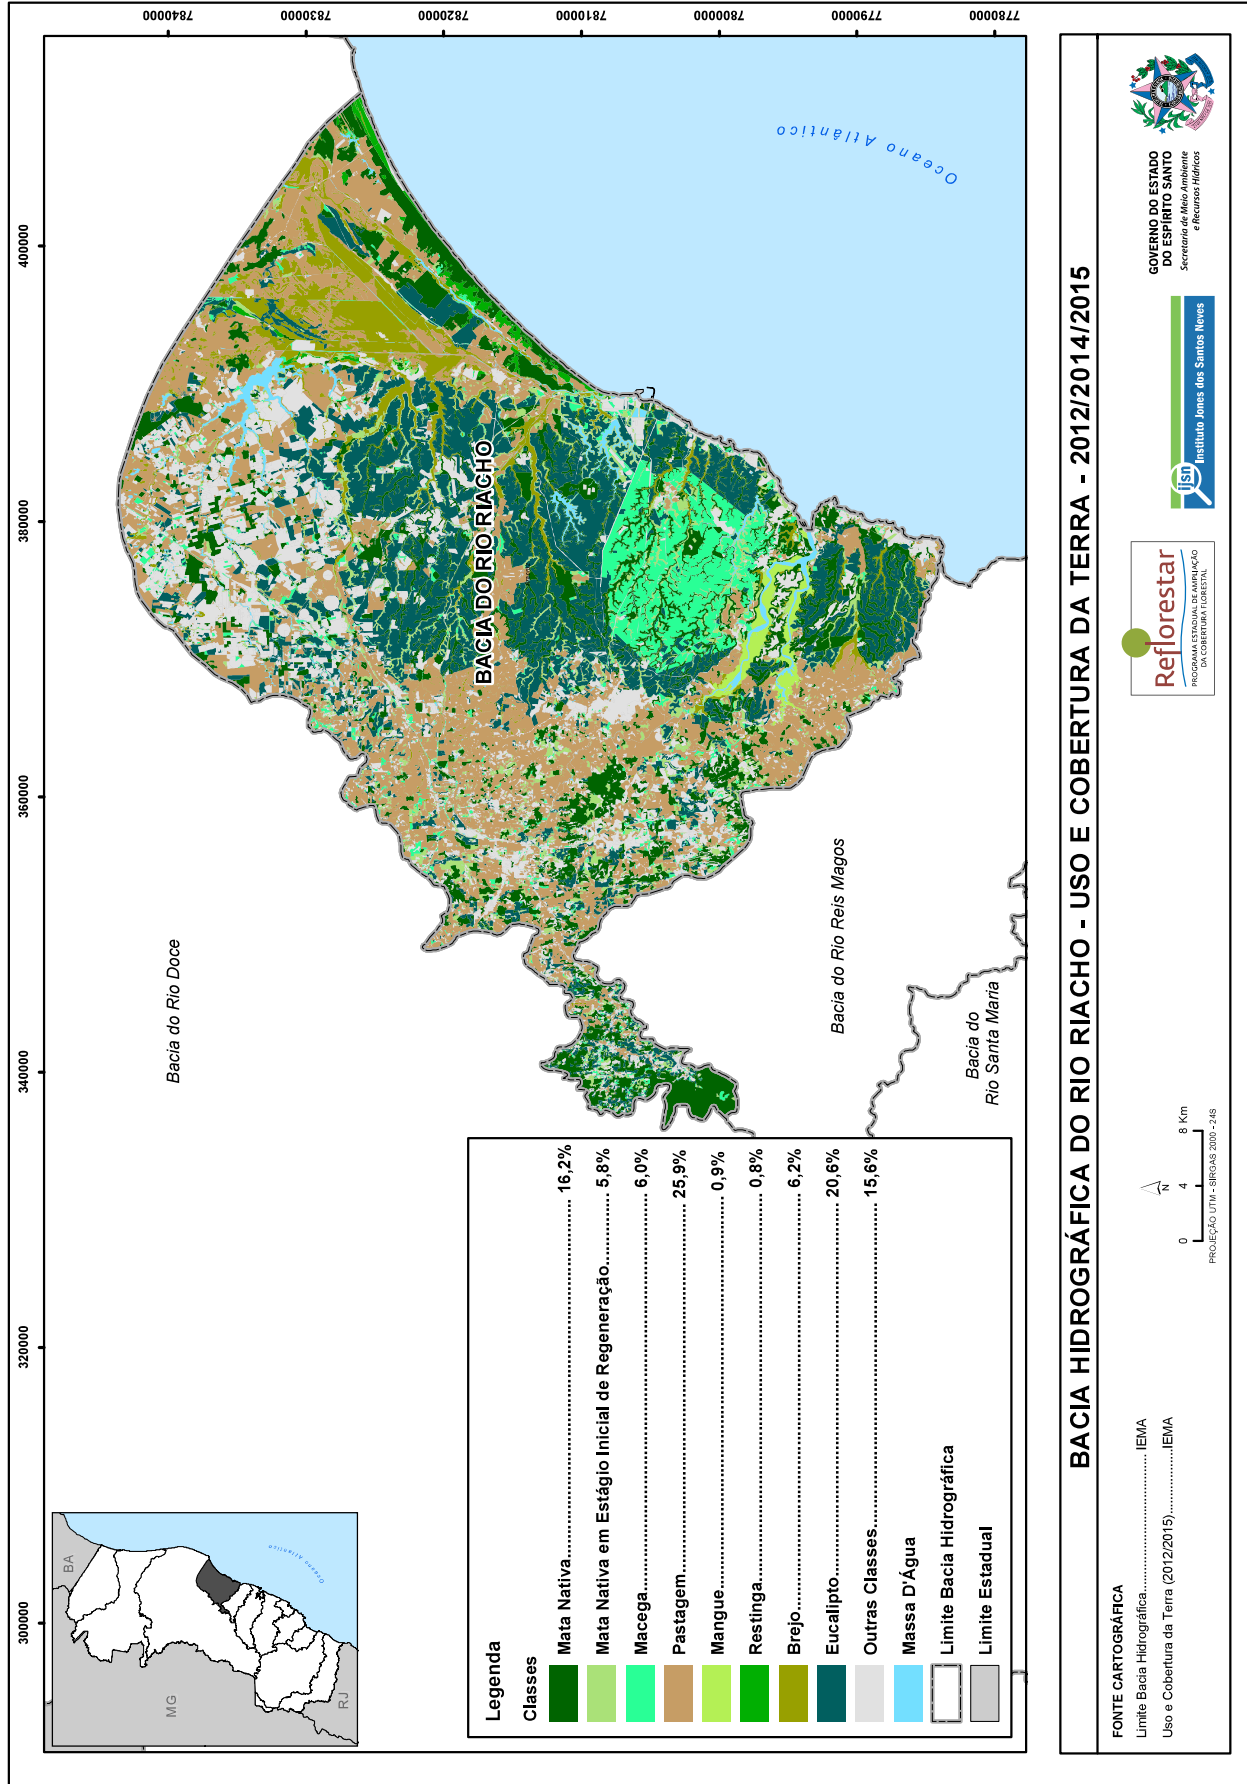 300000
320000
340000
360000
380000
400000
7840000
7830000
7820000
7810000
7800000
7790000
7780000
BA
MG
RJ
Oceano Atlântico
Bacia do Rio Doce
BACIA DO RIO RIACHO
Oceano Atlântico
Bacia do Rio Reis Magos
Bacia do
Rio Santa Maria
Legenda
Classes
Mata Nativa.......... 16,2%
Mata Nativa em Estágio Inicial de Regeneração.......... 5,8%
Macega.......... 6,0%
Pastagem.......... 25,9%
Mangue.......... 0,9%
Restinga.......... 0,8%
Brejo.......... 6,2%
Eucalipto.......... 20,6%
Outras Classes.......... 15,6%
Massa D'Água
Limite Bacia Hidrográfica
Limite Estadual
BACIA HIDROGRÁFICA DO RIO RIACHO - USO E COBERTURA DA TERRA - 2012/2014/2015
FONTE CARTOGRÁFICA
Limite Bacia Hidrográfica.......... IEMA
Uso e Cobertura da Terra (2012/2015).......... IEMA
N
0 4 8 Km
PROJEÇÃO UTM - SIRGAS 2000 - 24S
Reflorestar
PROGRAMA ESTADUAL DE AMPLIAÇÃO
DA COBERTURA FLORESTAL
ijsn
Instituto Jones dos Santos Neves
GOVERNO DO ESTADO
DO ESPÍRITO SANTO
Secretaria de Meio Ambiente
e Recursos Hídricos